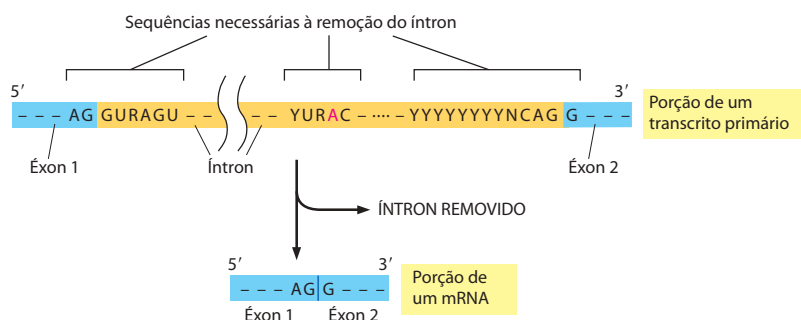 Sequências necessárias à remoção do íntron
5′ 3′
– – – AG GURAGU – – – – YURAC – ···· – YYYYYYYYNCAG G – – –
Porção de um
transcrito primário
Éxon 1 Íntron Éxon 2
ÍNTRON REMOVIDO
5′ 3′
– – – AG G – – –
Porção de
um mRNA
Éxon 1 Éxon 2